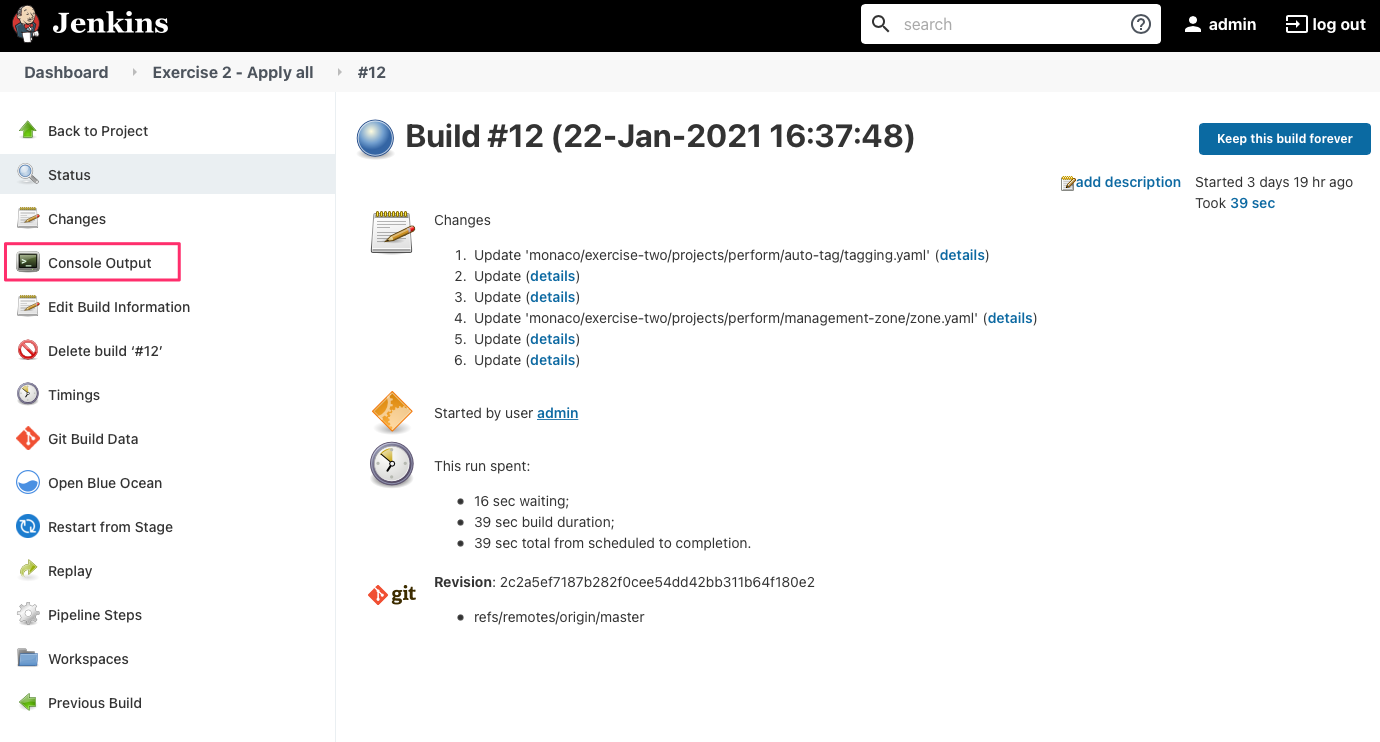 Jenkins
search
admin
log out
Dashboard
Exercise 2 - Apply all
#12
Back to Project
Status
Changes
Console Output
Edit Build Information
Delete build ‘#12’
Timings
Git Build Data
Open Blue Ocean
Restart from Stage
Replay
Pipeline Steps
Workspaces
Previous Build
Build #12 (22-Jan-2021 16:37:48)
Keep this build forever
add description
Started 3 days 19 hr ago
Took 39 sec
Changes
1. Update 'monaco/exercise-two/projects/perform/auto-tag/tagging.yaml' (details)
2. Update (details)
3. Update (details)
4. Update 'monaco/exercise-two/projects/perform/management-zone/zone.yaml' (details)
5. Update (details)
6. Update (details)
Started by user admin
This run spent:
• 16 sec waiting;
• 39 sec build duration;
• 39 sec total from scheduled to completion.
git
Revision: 2c2a5ef7187b282f0cee54dd42bb311b64f180e2
• refs/remotes/origin/master